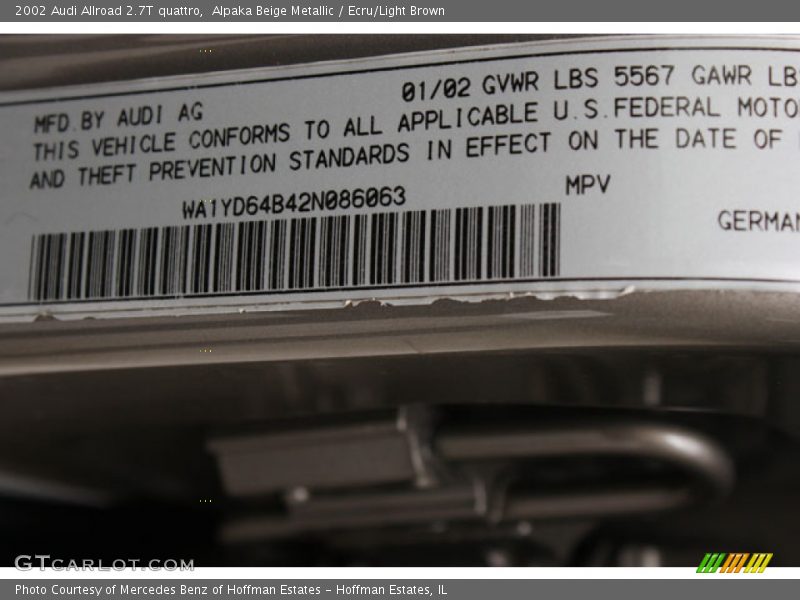 2002 Audi Allroad 2.7T quattro,  Alpaka Beige Metallic / Ecru/Light Brown
01/02 GVWR LBS 5567 GAWR LB
MFD.BY AUDI AG
THIS VEHICLE CONFORMS TO ALL APPLICABLE U.S.FEDERAL MOTO
AND THEFT PREVENTION STANDARDS IN EFFECT ON THE DATE OF
WA1YD64B42N086063
MPV
GERMAN
GTCARLOT.COM
Photo Courtesy of Mercedes Benz of Hoffman Estates - Hoffman Estates, IL